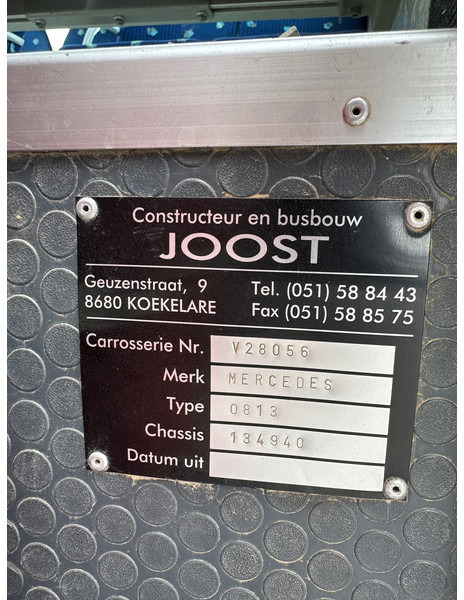 Constructeur en busbouw
JOOST
Geuzenstraat, 9 Tel. (051) 58 84 43
8680 KOEKELARE Fax (051) 58 85 75
Carrosserie Nr. V28056
Merk MERCEDES
Type 0813
Chassis 134940
Datum uit